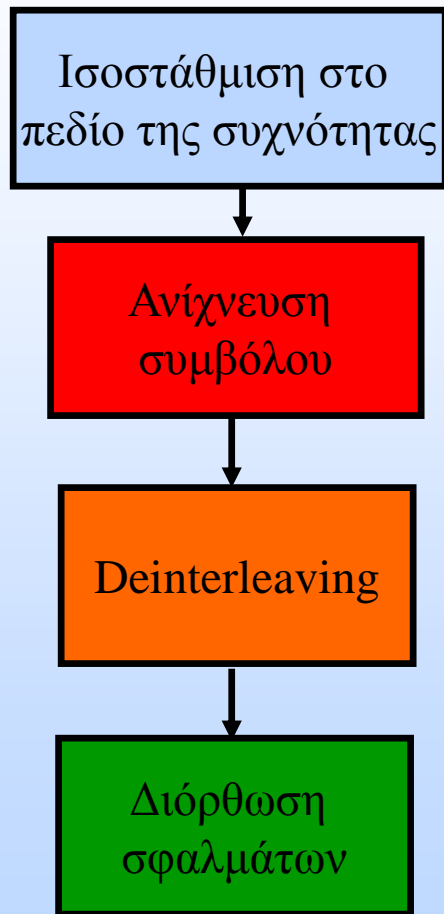 Ισοστάθμιση στο
πεδίο της συχνότητας
Ανίχνευση
συμβόλου
Deinterleaving
Διόρθωση
σφαλμάτων